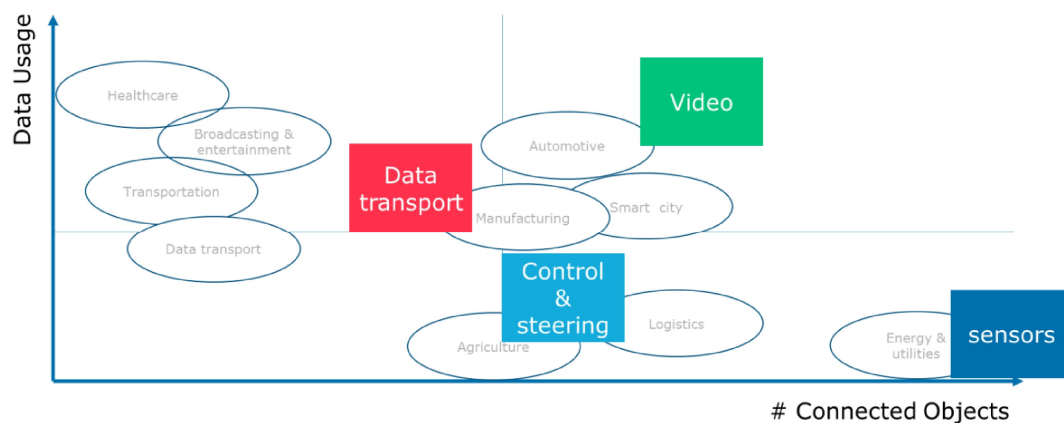 Data Usage
Healthcare
Broadcasting &
entertainment
Transportation
Data transport
Data
transport
Automotive
Video
Manufacturing
Smart city
Control
&
steering
Agriculture
Logistics
Energy &
utilities
sensors
# Connected Objects